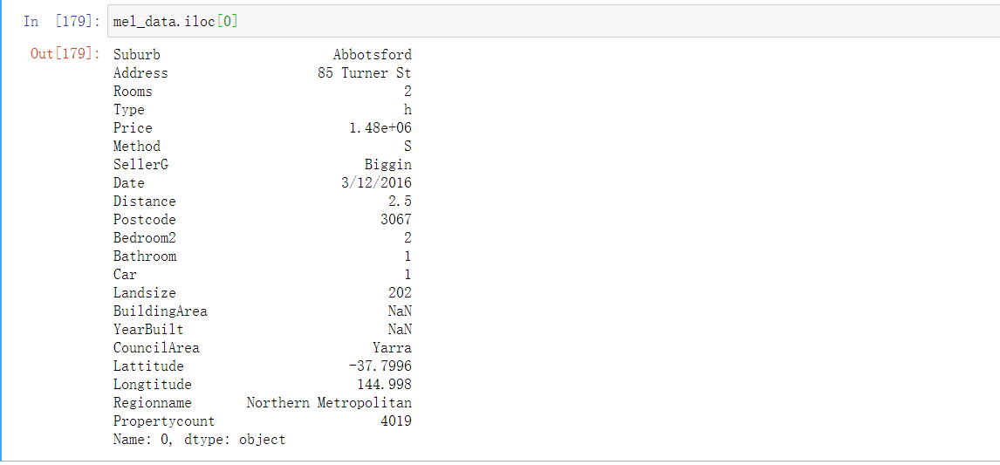 In [179]: mel_data.iloc[0]
Out[179]: Suburb Abbotsford
Address 85 Turner St
Rooms 2
Type h
Price 1.48e+06
Method S
SellerG Biggin
Date 3/12/2016
Distance 2.5
Postcode 3067
Bedroom2 2
Bathroom 1
Car 1
Landsize 202
BuildingArea NaN
YearBuilt NaN
CouncilArea Yarra
Lattitude -37.7996
Longtitude 144.998
Regionname Northern Metropolitan
Propertycount 4019
Name: 0, dtype: object